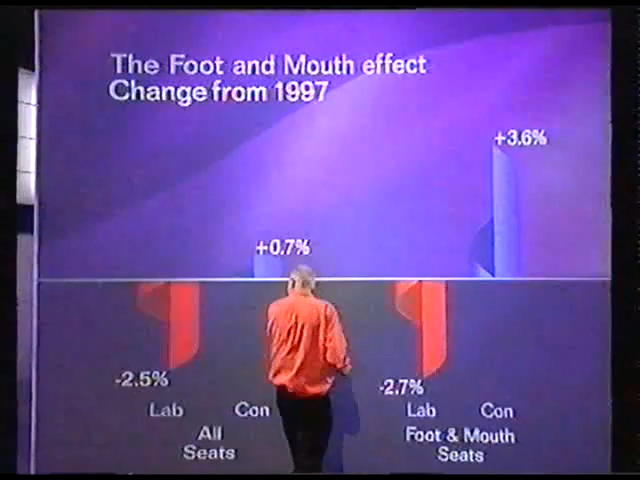 The Foot and Mouth effect
Change from 1997
+3.6%
+0.7%
-2.5%
-2.7%
Lab Con
Lab Con
All
Seats
Foot & Mouth
Seats